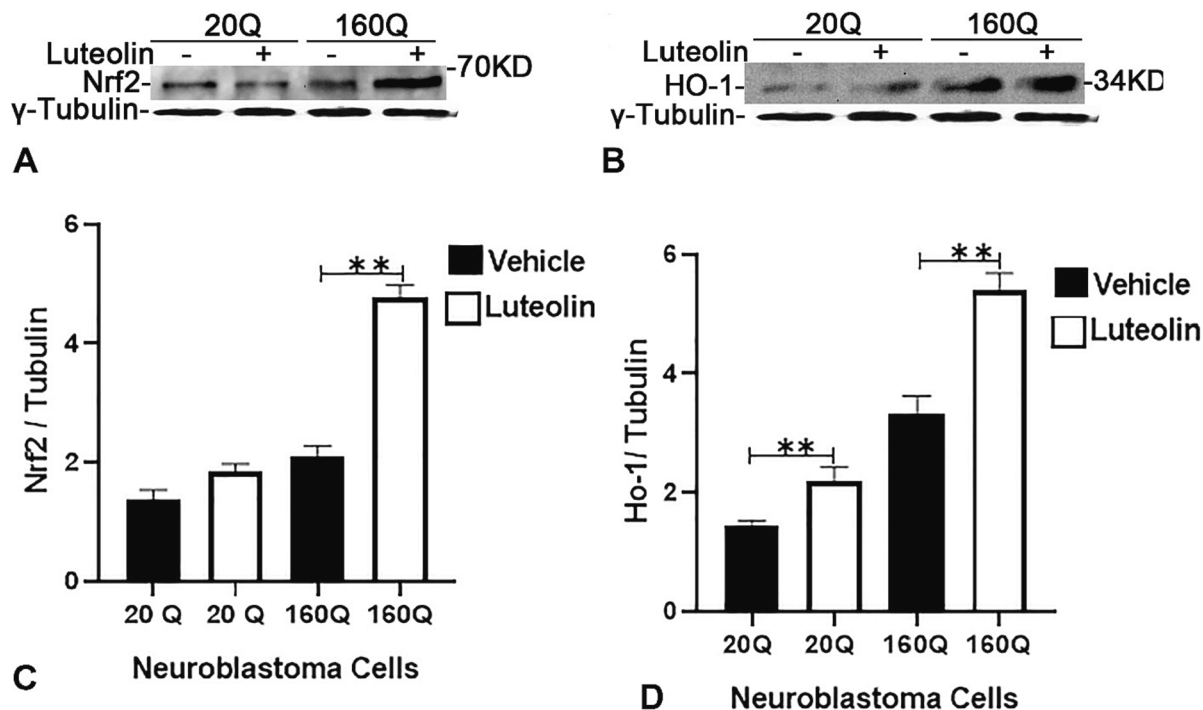 20Q 160Q
Luteolin - + - +
Nrf2- -70KD
γ-Tubulin-
A
20Q 160Q
Luteolin - + - +
HO-1- -34KD
γ-Tubulin-
B
6
4
2
0
Nrf2 / Tubulin
**
Vehicle
Luteolin
20 Q 20 Q 160Q 160Q
Neuroblastoma Cells
C
6
4
2
0
Ho-1/ Tubulin
**
**
Vehicle
Luteolin
20Q 20Q 160Q 160Q
Neuroblastoma Cells
D